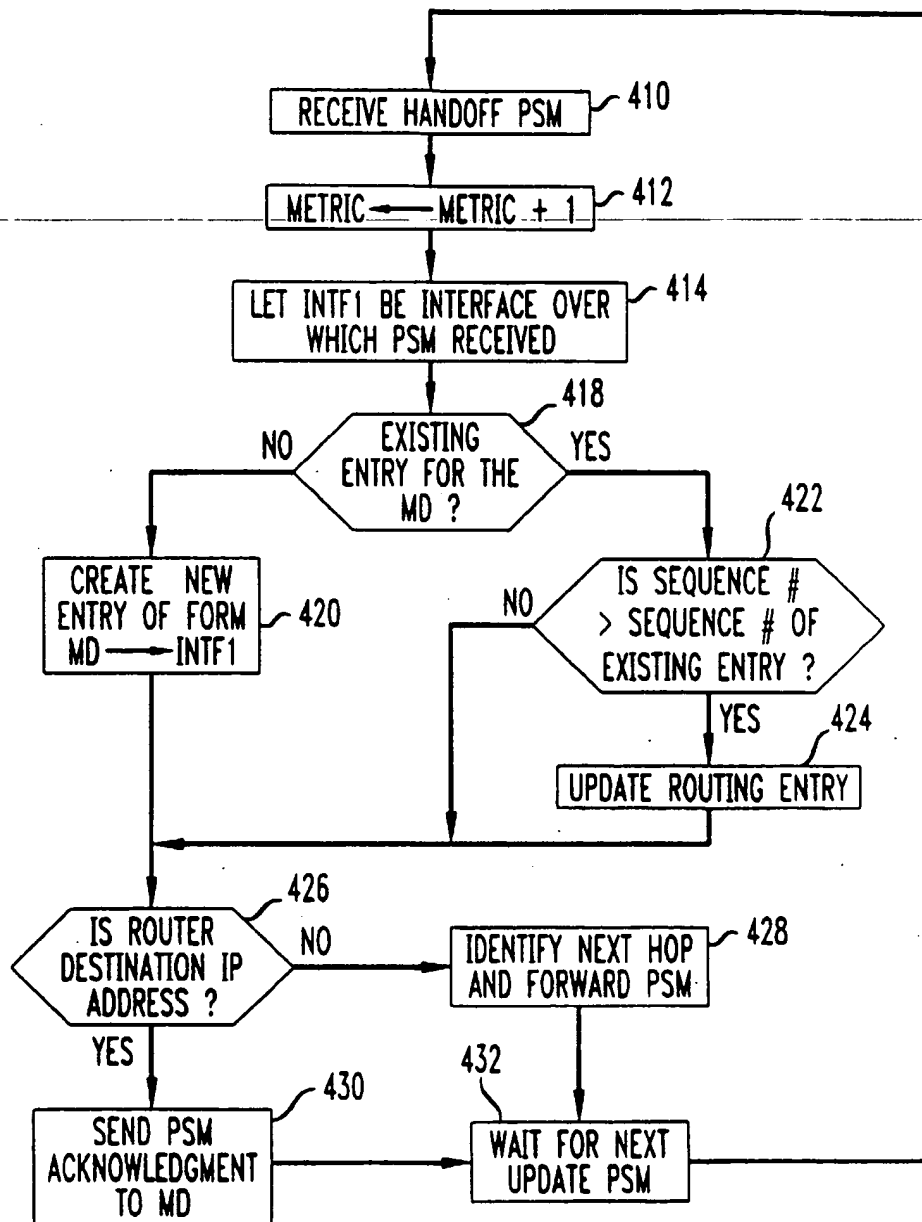 RECEIVE HANDOFF PSM
410
METRIC ← METRIC + 1
412
LET INTF1 BE INTERFACE OVER
WHICH PSM RECEIVED
414
EXISTING
ENTRY FOR THE
MD ?
418
NO
YES
CREATE NEW
ENTRY OF FORM
MD → INTF1
420
IS SEQUENCE #
> SEQUENCE # OF
EXISTING ENTRY ?
422
NO
YES
UPDATE ROUTING ENTRY
424
IS ROUTER
DESTINATION IP
ADDRESS ?
426
NO
YES
IDENTIFY NEXT HOP
AND FORWARD PSM
428
SEND PSM
ACKNOWLEDGMENT
TO MD
430
WAIT FOR NEXT
UPDATE PSM
432